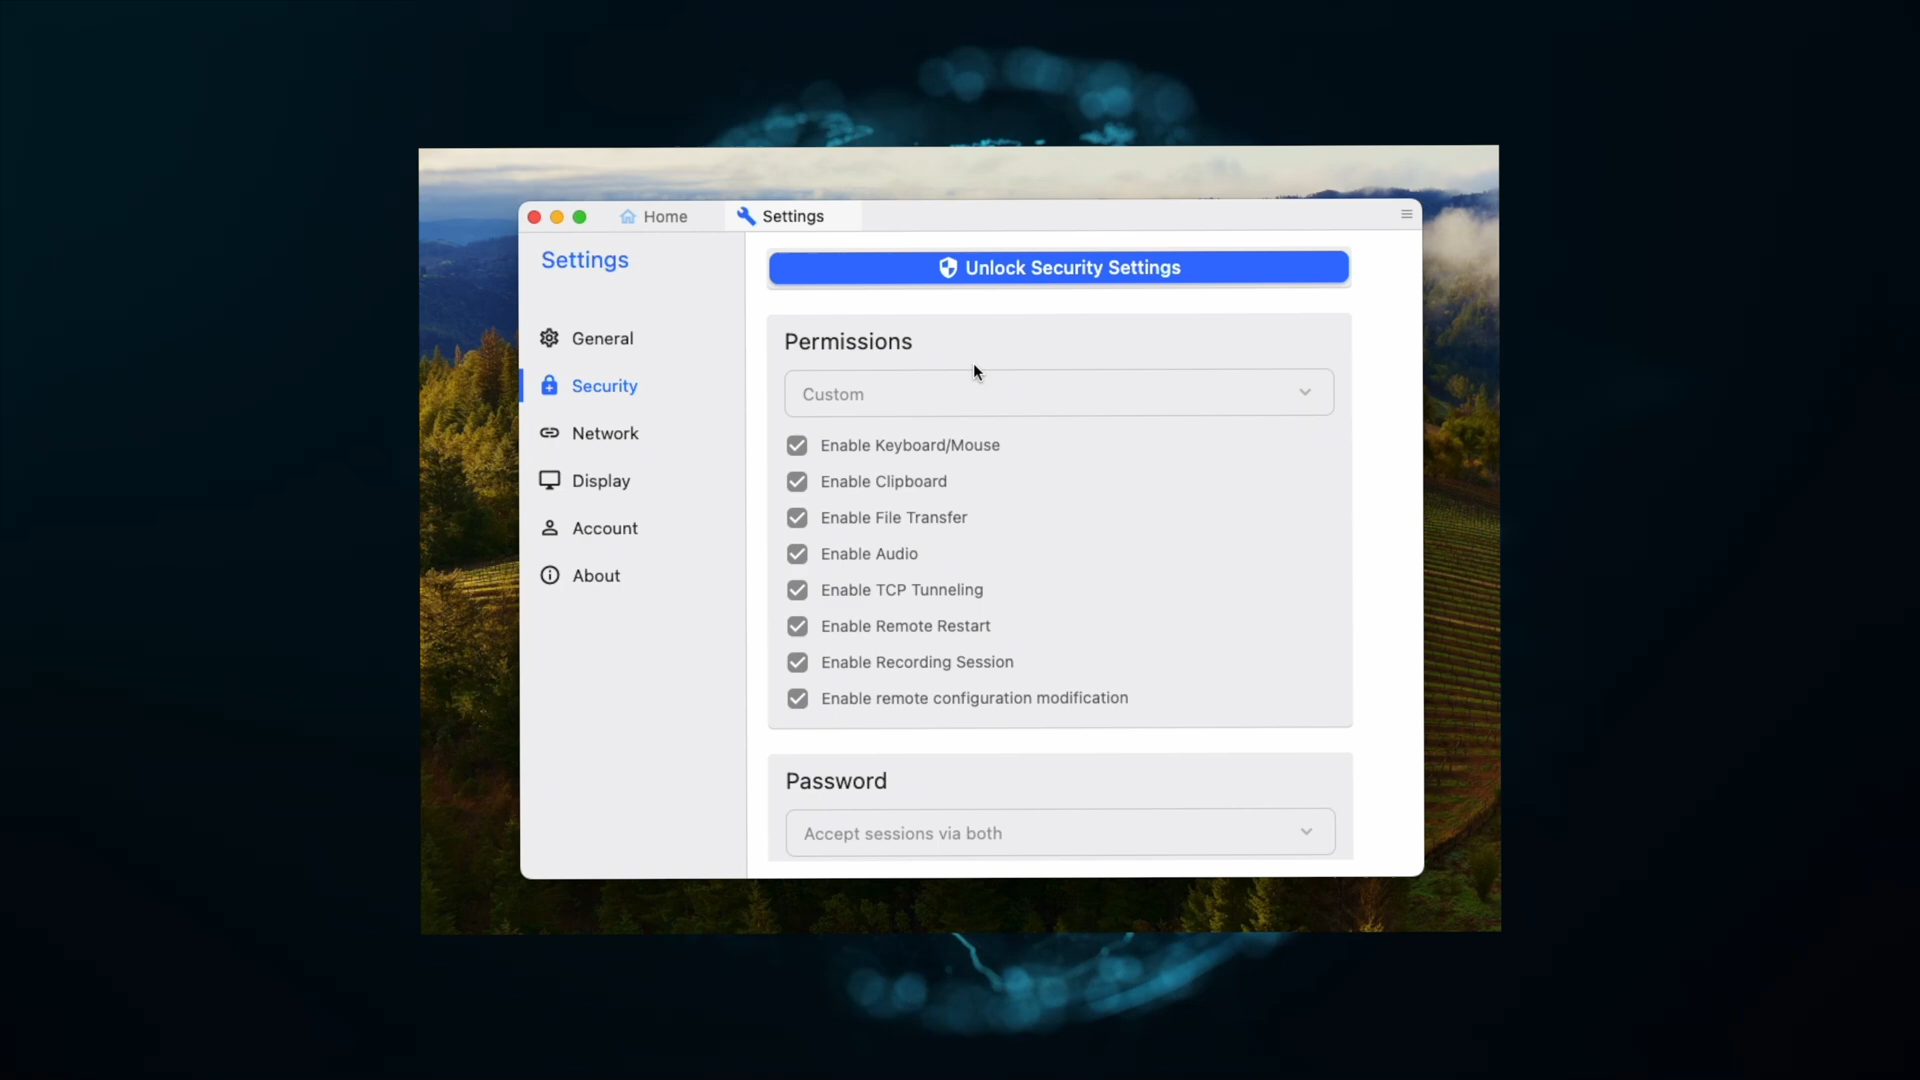 Home
Settings
Settings
General
Security
Network
Display
Account
About
Unlock Security Settings
Permissions
Custom
Enable Keyboard/Mouse
Enable Clipboard
Enable File Transfer
Enable Audio
Enable TCP Tunneling
Enable Remote Restart
Enable Recording Session
Enable remote configuration modification
Password
Accept sessions via both